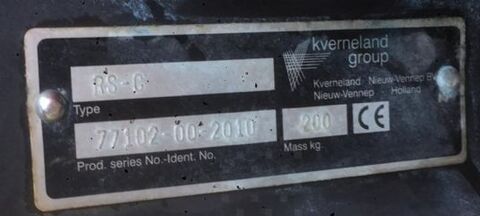 kverneland
group
Kverneland Nieuw-Vennep BV
Nieuw-Vennep Holland
RS-C
Type
77102-00-2010
200
CE
Prod. series No.-Ident. No.
Mass kg.